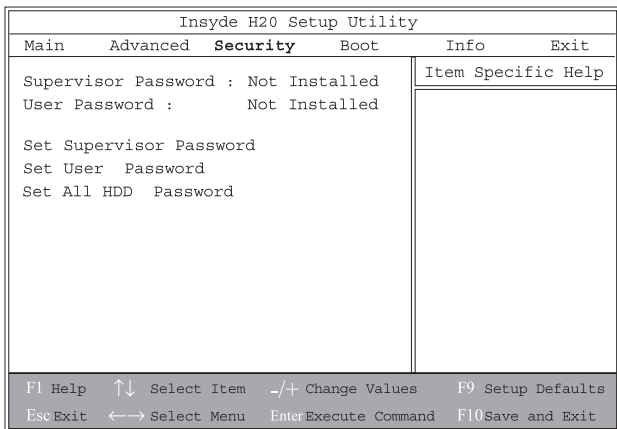 Insyde H20 Setup Utility
Main Advanced Security Boot Info Exit
Supervisor Password : Not Installed
User Password : Not Installed
Set Supervisor Password
Set User Password
Set All HDD Password
Item Specific Help
F1 Help ↑↓ Select Item -/+ Change Values F9 Setup Defaults
Esc Exit ←→ Select Menu Enter Execute Command F10 Save and Exit